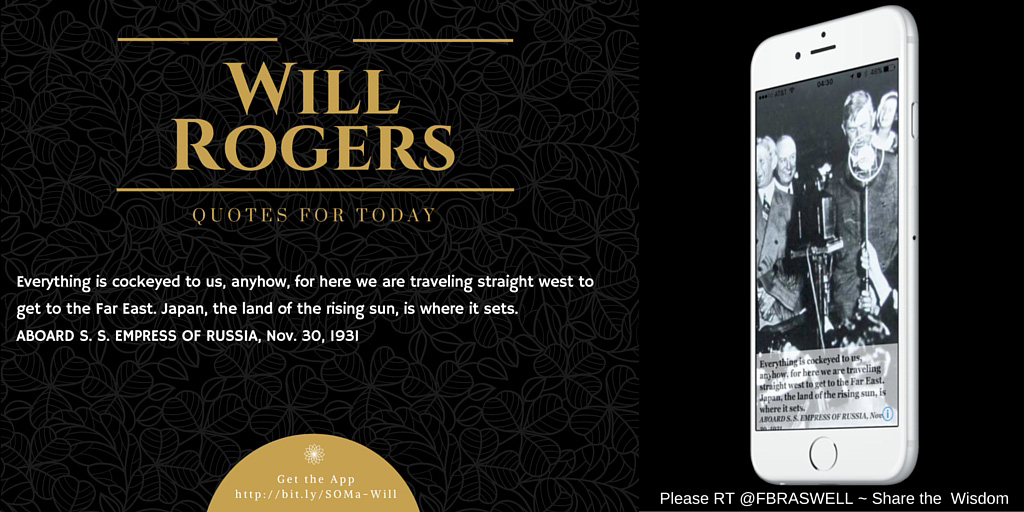 WILL
ROGERS
QUOTES FOR TODAY
Everything is cockeyed to us, anyhow, for here we are traveling straight west to
get to the Far East. Japan, the land of the rising sun, is where it sets.
ABOARD S. S. EMPRESS OF RUSSIA, Nov. 30, 1931
Get the App
http://bit.ly/SOMa-Will
AT&T
04:30
46%
Everything is cockeyed to us,
anyhow, for here we are traveling
straight west to get to the Far East.
Japan, the land of the rising sun, is
where it sets.
ABOARD S. S. EMPRESS OF RUSSIA, Nov.
30, 1931
Please RT @FBRASWELL ~ Share the Wisdom